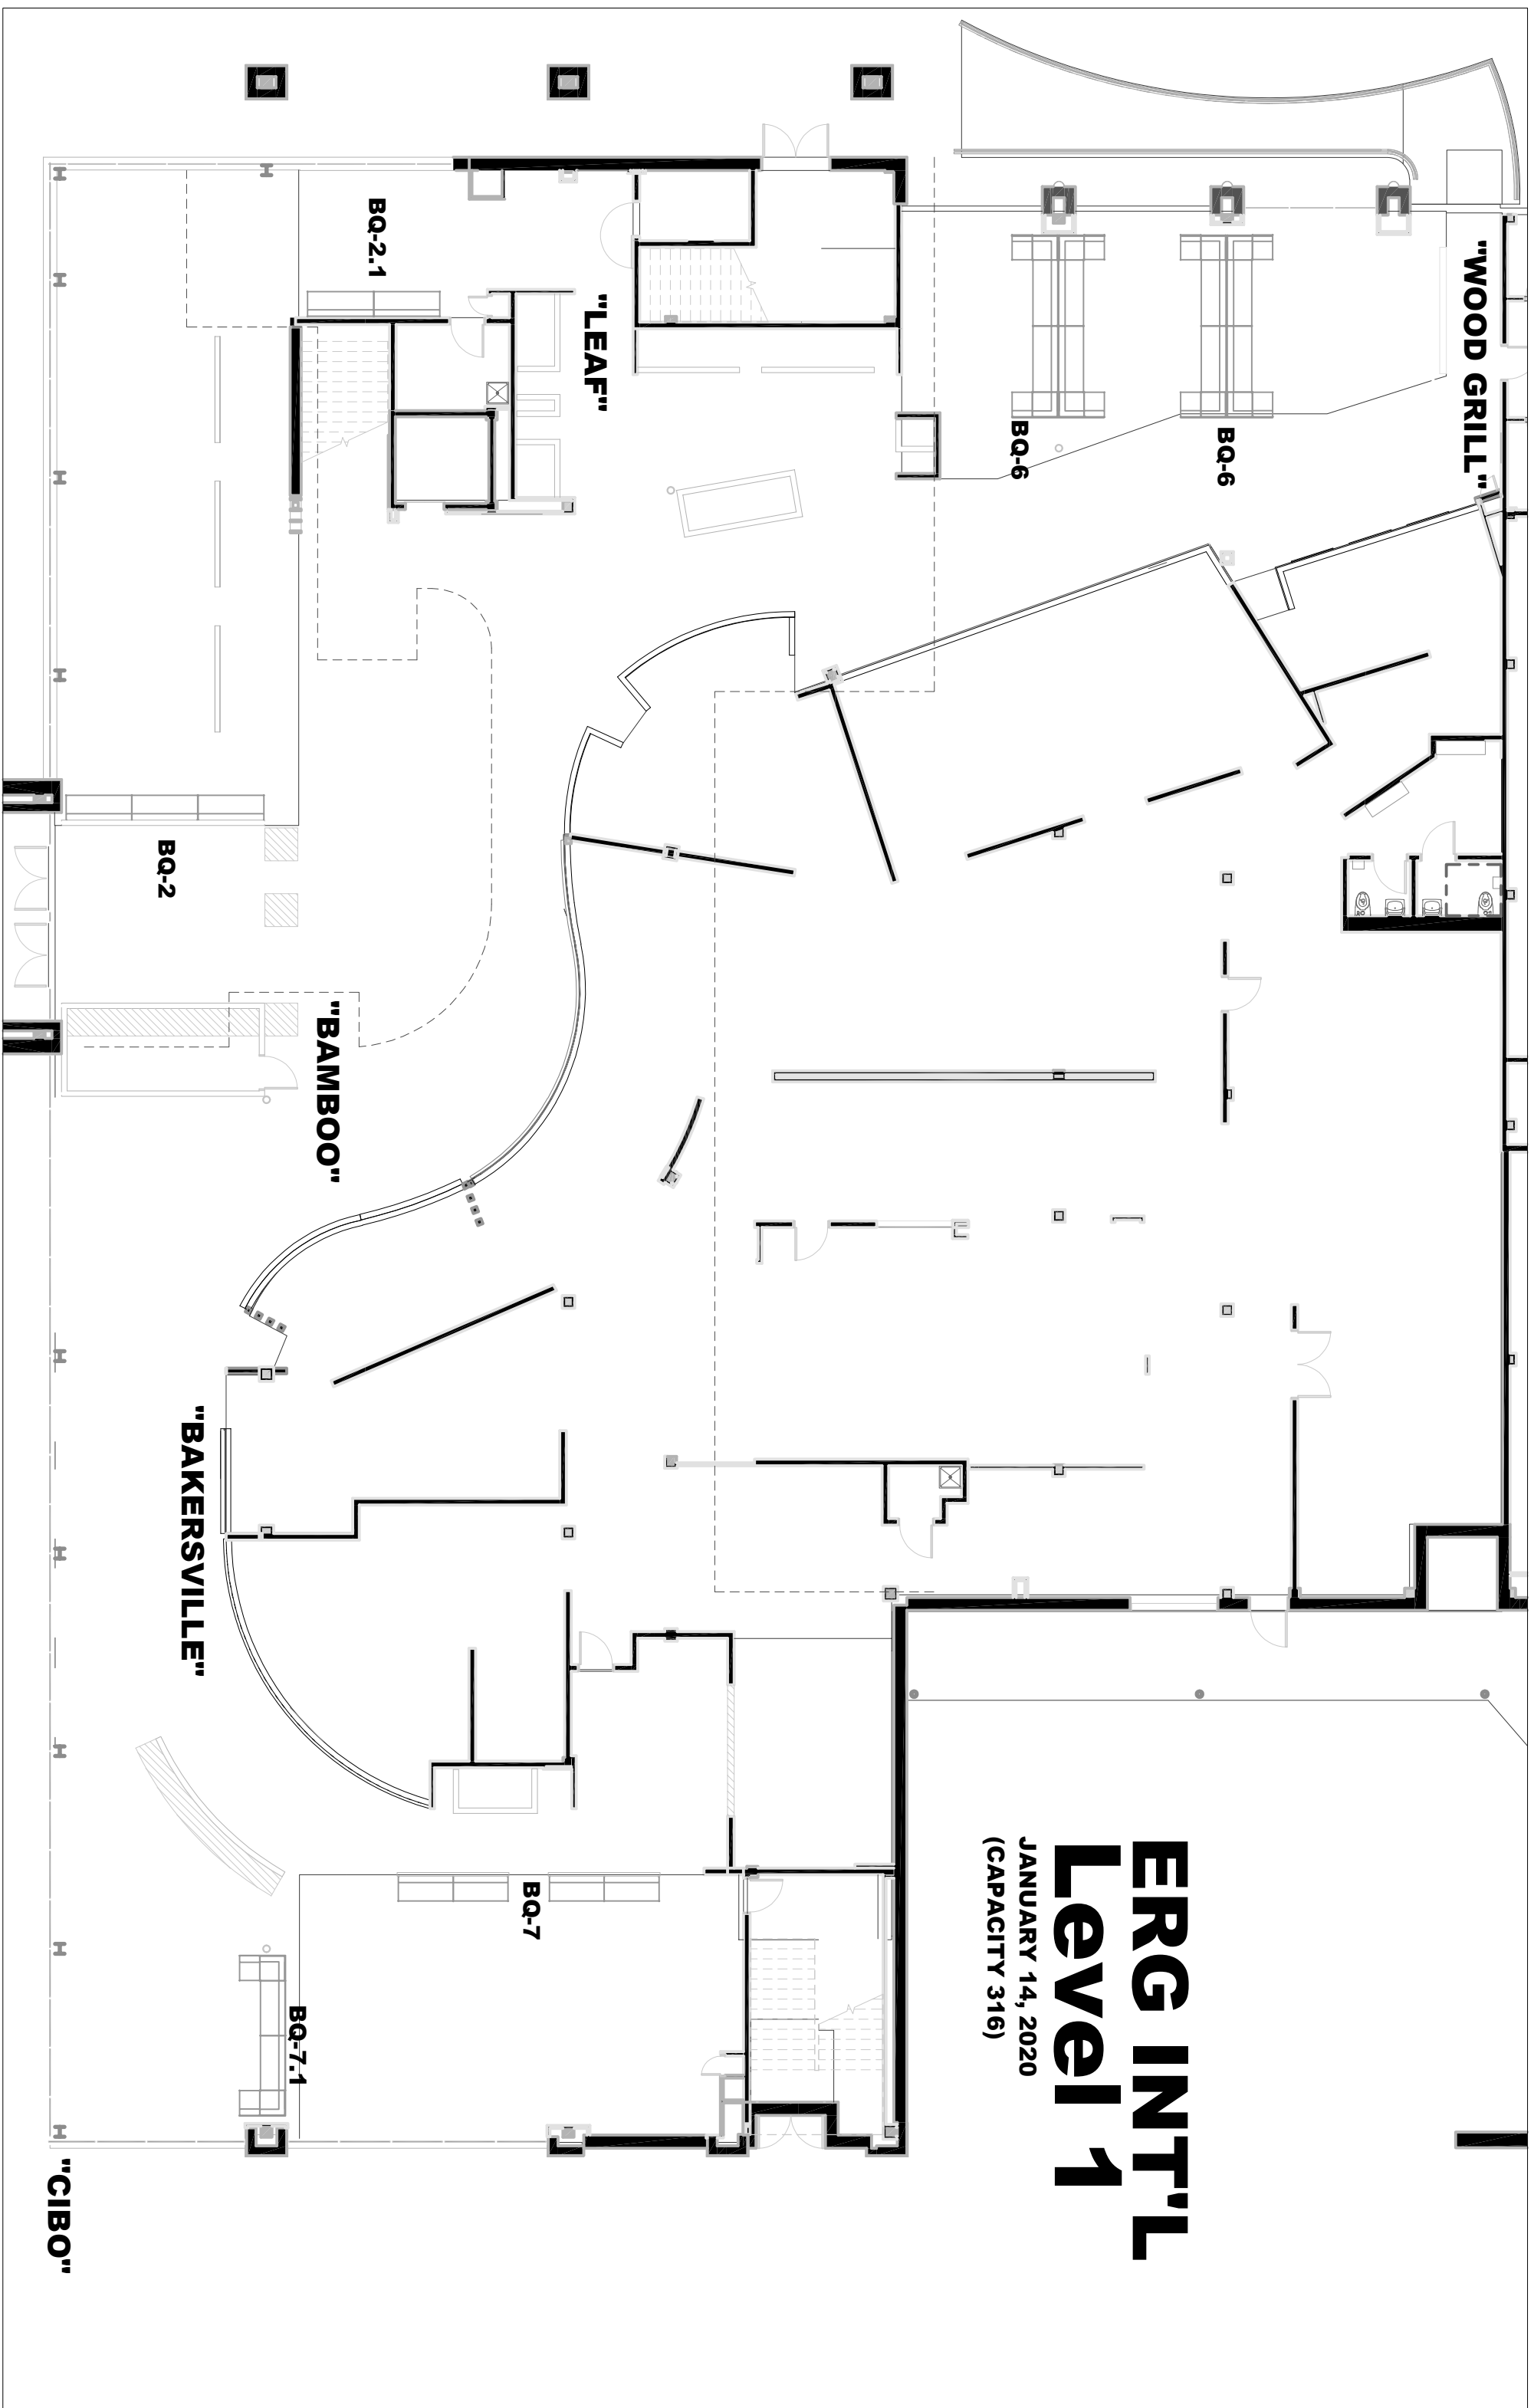 "WOOD GRILL"
BQ-6
BQ-6
"LEAF"
BQ-2.1
BQ-2
"BAMBOO"
"BAKERSVILLE"
BQ-7
BQ-7.1
"CIBO"
ERG INT'L
Level 1
JANUARY 14, 2020
(CAPACITY 316)